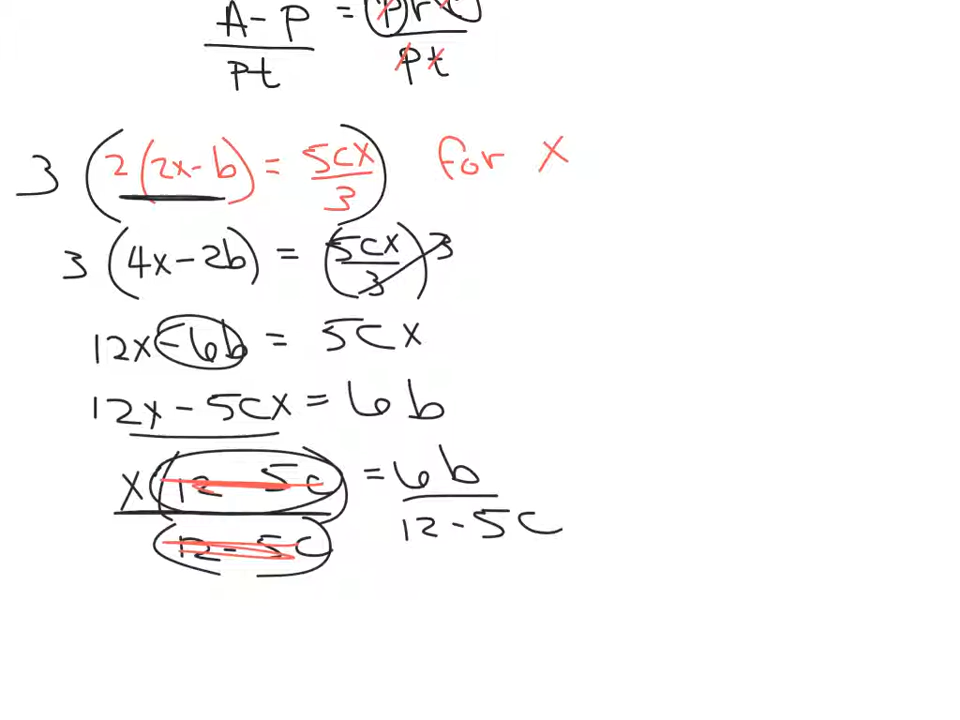 A - P = prt
pt pt
3 (2(2x - b) = 5cx/3) for x
3 (4x - 2b) = (5cx/3) 3
12x - 6b = 5cx
12x - 5cx = 6b
x (12 - 5c) = 6b
12 - 5c 12 - 5c